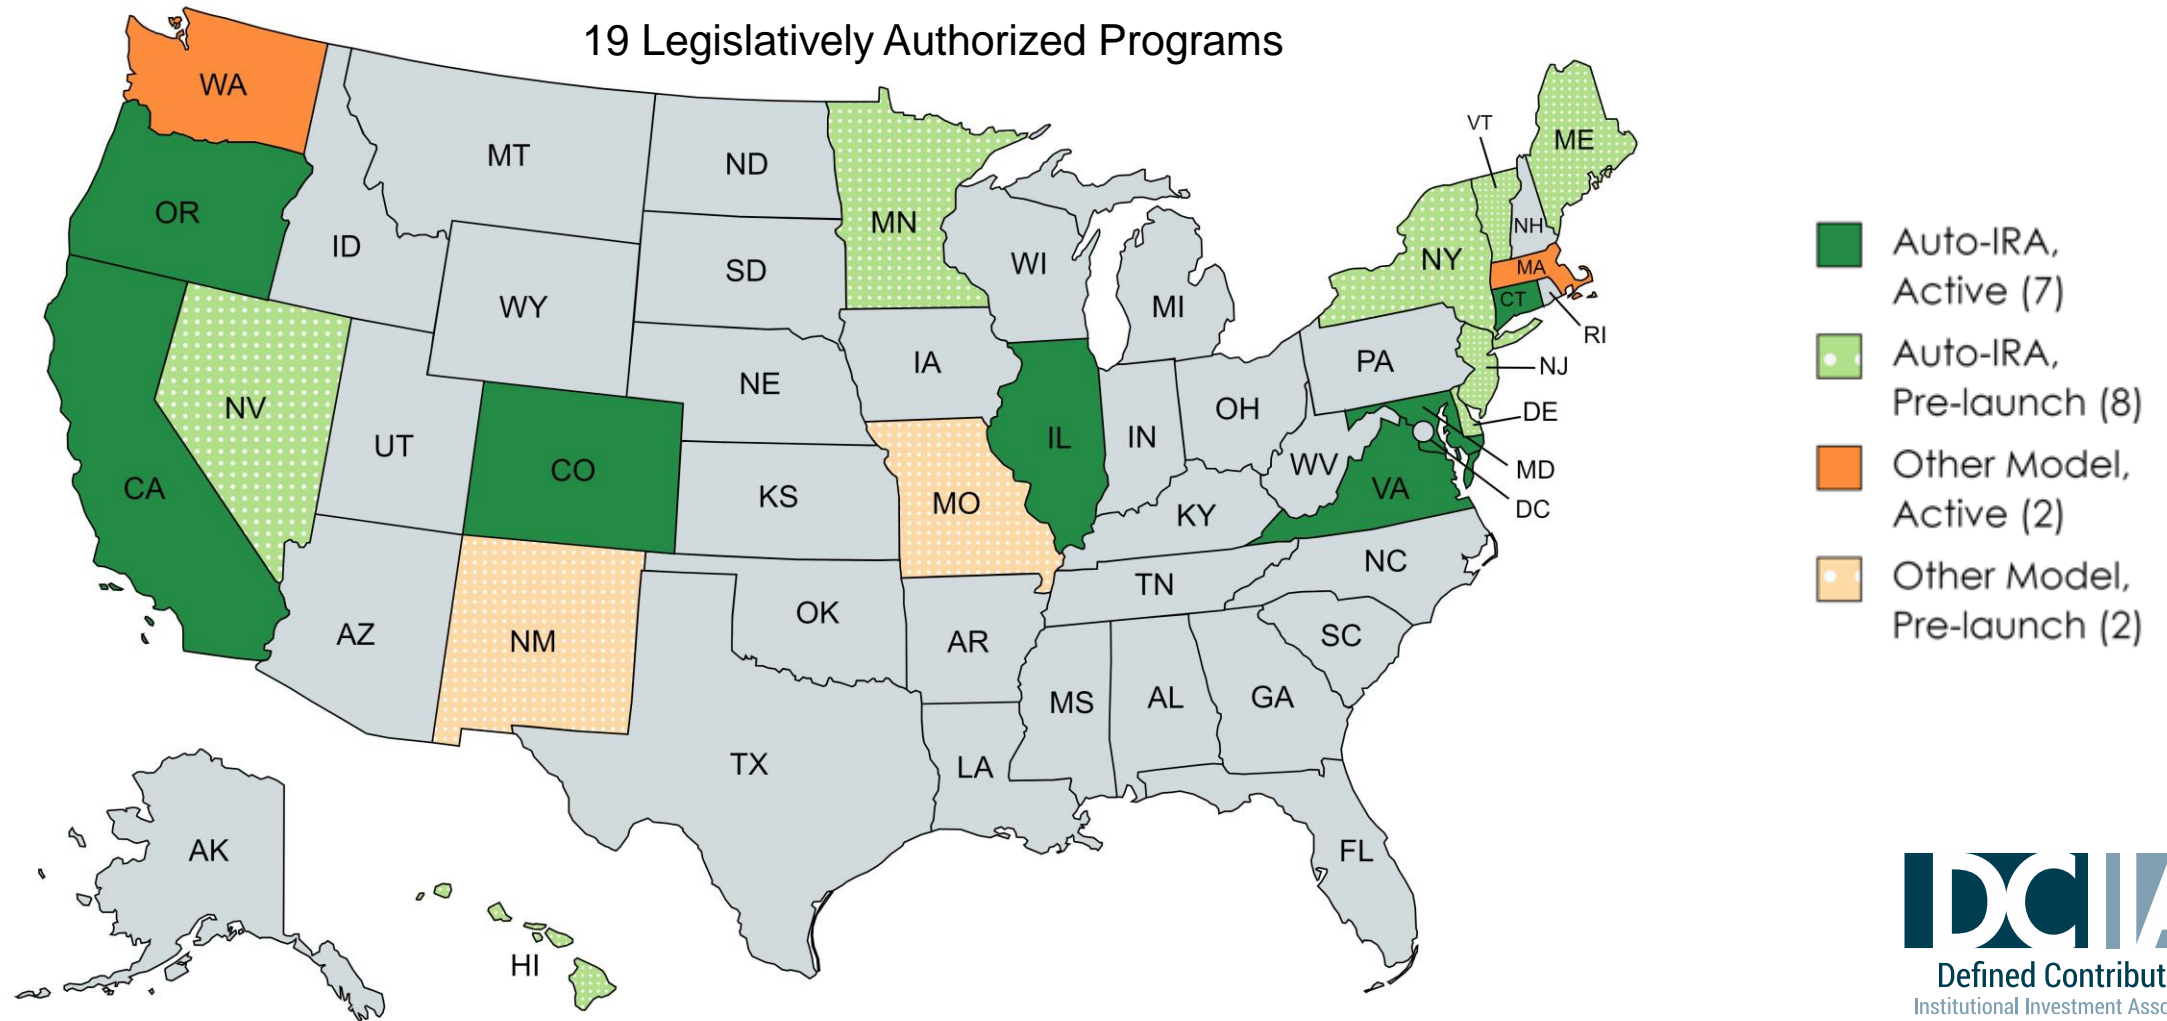 19 Legislatively Authorized Programs
WA
OR
CA
NV
ID
MT
WY
UT
AZ
CO
NM
ND
SD
NE
KS
OK
TX
MN
IA
MO
AR
LA
WI
IL
MI
IN
OH
KY
TN
MS
AL
GA
FL
SC
NC
VA
WV
PA
NY
VT
NH
ME
MA
CT
RI
NJ
DE
MD
DC
AK
HI
Auto-IRA,
Active (7)
Auto-IRA,
Pre-launch (8)
Other Model,
Active (2)
Other Model,
Pre-launch (2)
DCIIA
Defined Contribut
Institutional Investment Asso